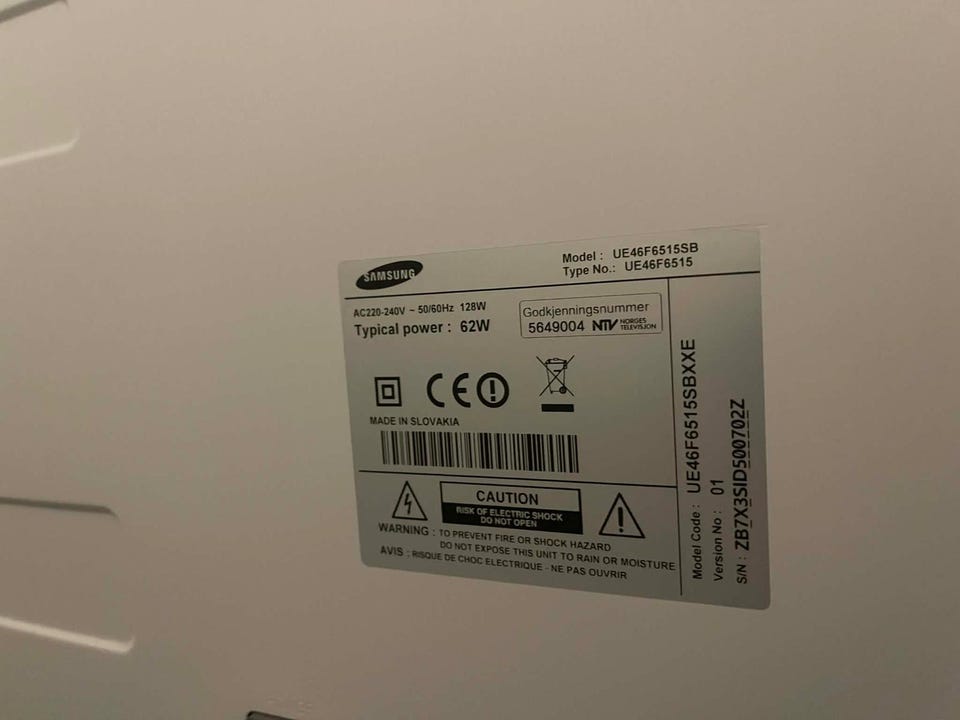 SAMSUNG
Model : UE46F6515SB
Type No.: UE46F6515
AC220-240V ~ 50/60Hz 128W
Typical power : 62W
Godkjenningsnummer
5649004 NTV NORGES TELEVISJON
CE
MADE IN SLOVAKIA
CAUTION
RISK OF ELECTRIC SHOCK
DO NOT OPEN
WARNING : TO PREVENT FIRE OR SHOCK HAZARD
DO NOT EXPOSE THIS UNIT TO RAIN OR MOISTURE
AVIS : RISQUE DE CHOC ELECTRIQUE - NE PAS OUVRIR
Model Code : UE46F6515SBXXE
Version No : 01
S/N : ZB7X3SID500702Z